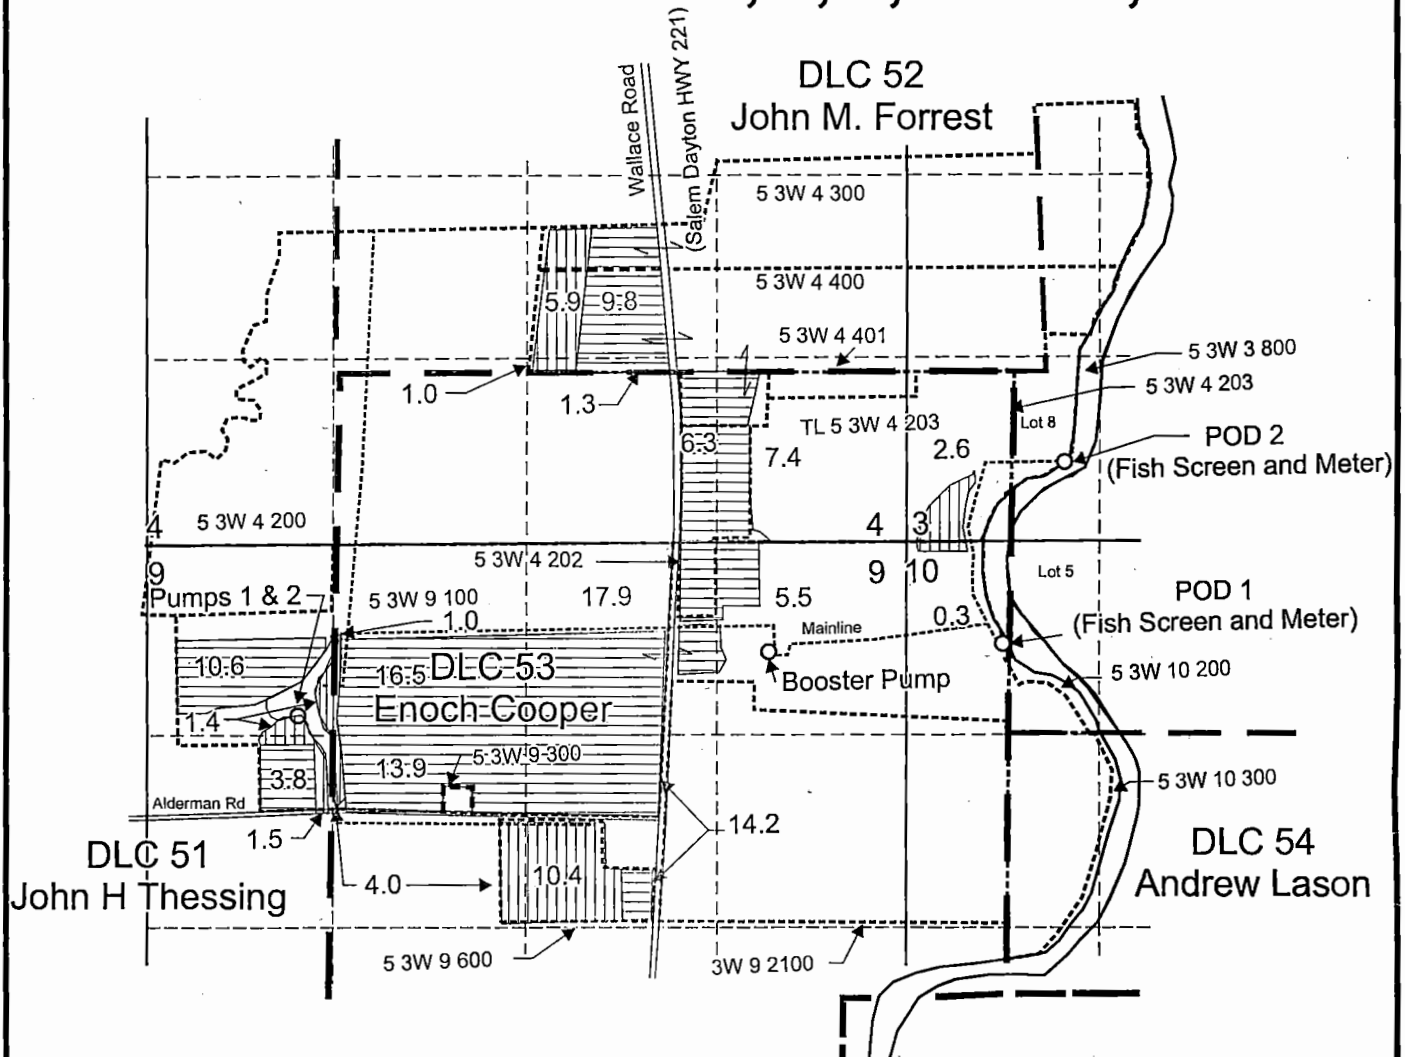 DLC 52
John M. Forrest
Wallace Road
(Salem Dayton HWY 221)
5 3W 4 300
5 3W 4 400
5.9
9.8
5 3W 4 401
5 3W 3 800
5 3W 4 203
1.0
1.3
TL 5 3W 4 203
Lot 8
6.3
7.4
2.6
POD 2
(Fish Screen and Meter)
5 3W 4 200
4
4
3
9
9
10
5 3W 4 202
Lot 5
Pumps 1 & 2
5 3W 9 100
1.0
17.9
5.5
0.3
POD 1
(Fish Screen and Meter)
Mainline
10.6
16.5
DLC 53
Enoch Cooper
Booster Pump
5 3W 10 200
1.4
3.8
13.9
5 3W 9 300
5 3W 10 300
Alderman Rd
1.5
14.2
DLC 51
John H Thessing
DLC 54
Andrew Lason
4.0
10.4
5 3W 9 600
3W 9 2100